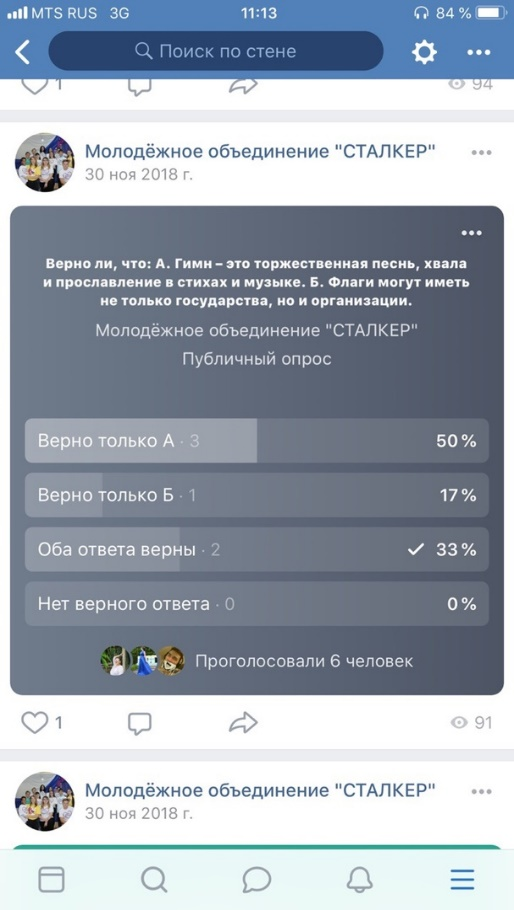 MTS RUS 3G 11:13 84 %
Поиск по стене
1 94
Молодёжное объединение "СТАЛКЕР"
30 ноя 2018 г.
Верно ли, что: А. Гимн – это торжественная песнь, хвала
и прославление в стихах и музыке. Б. Флаги могут иметь
не только государства, но и организации.
Молодёжное объединение "СТАЛКЕР"
Публичный опрос
Верно только А · 3 50 %
Верно только Б · 1 17 %
Оба ответа верны · 2 33 %
Нет верного ответа · 0 0 %
Проголосовали 6 человек
1 91
Молодёжное объединение "СТАЛКЕР"
30 ноя 2018 г.